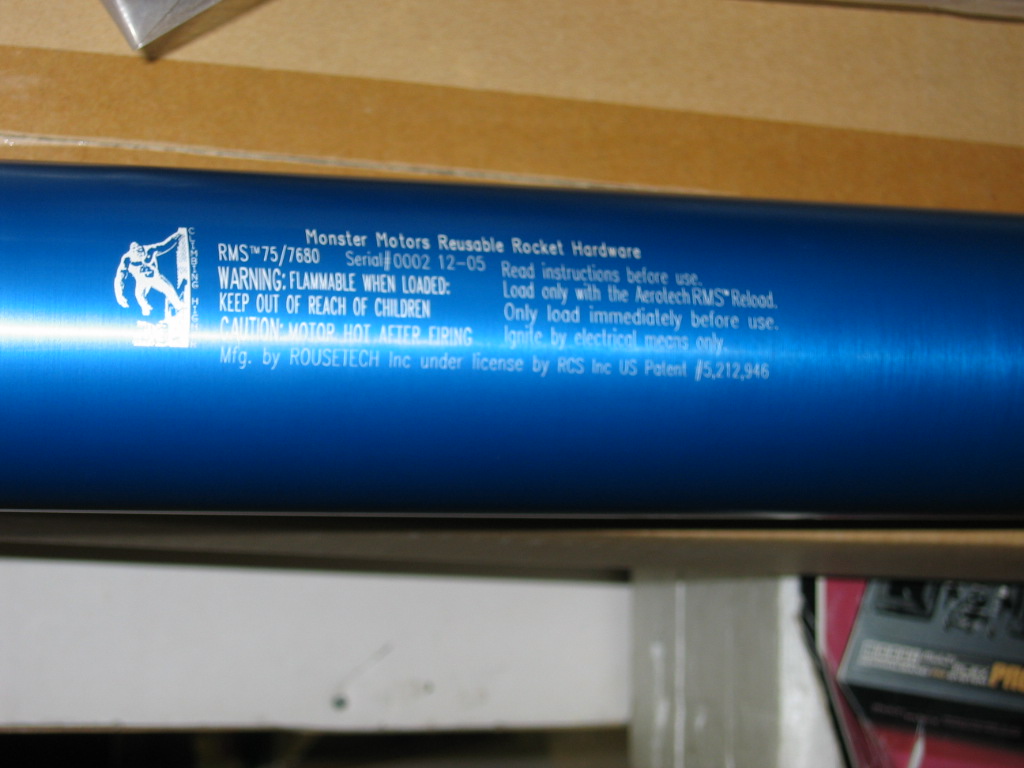 Monster Motors Reusable Rocket Hardware
RMS™75/7680 Serial#0002 12-05
WARNING: FLAMMABLE WHEN LOADED:
KEEP OUT OF REACH OF CHILDREN
CAUTION: MOTOR HOT AFTER FIRING
Read instructions before use.
Load only with the Aerotech RMS™ Reload.
Only load immediately before use.
Ignite by electrical means only.
Mfg. by ROUSETECH Inc under license by RCS Inc US Patent #5,212,946